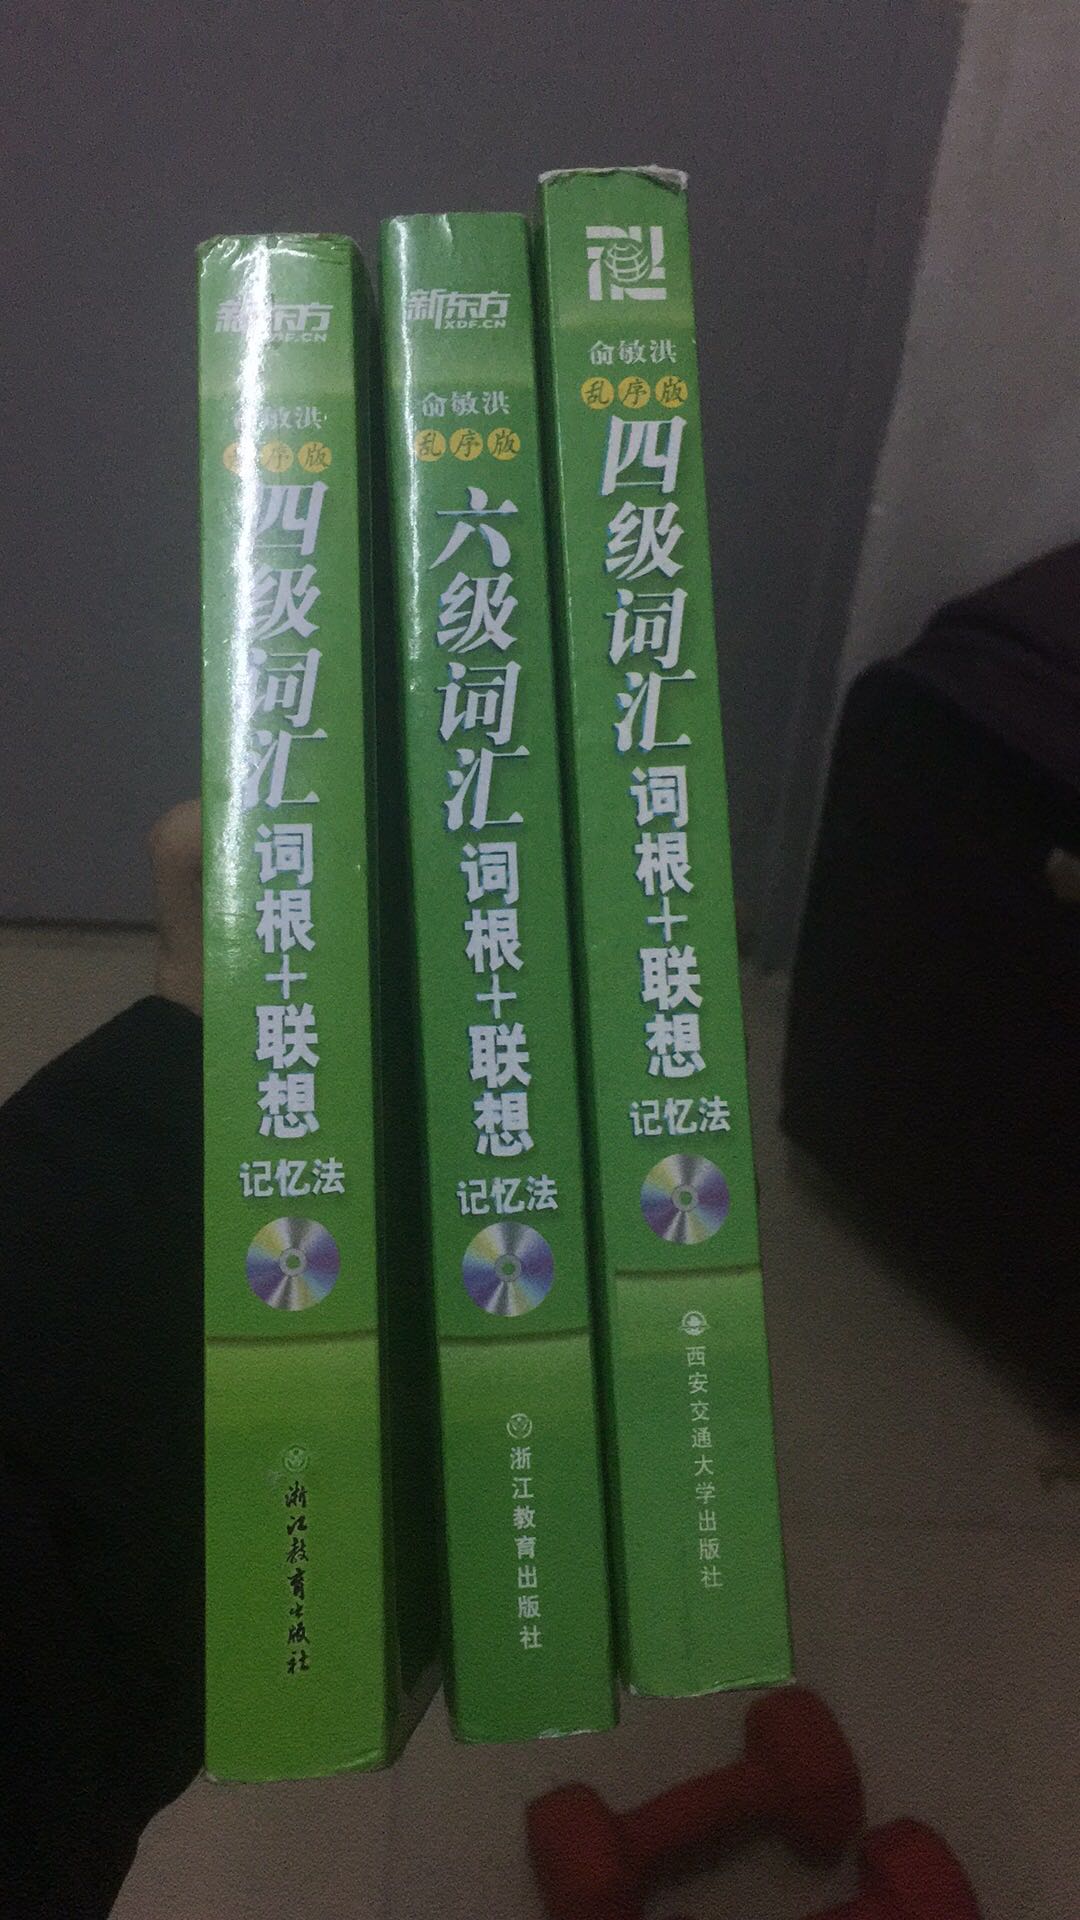 新东方
XDF.CN
俞敏洪
乱序版
四级词汇
词根+联想
记忆法
浙江教育出版社
新东方
XDF.CN
俞敏洪
乱序版
六级词汇
词根+联想
记忆法
浙江教育出版社
俞敏洪
乱序版
四级词汇
词根+联想
记忆法
西安交通大学出版社